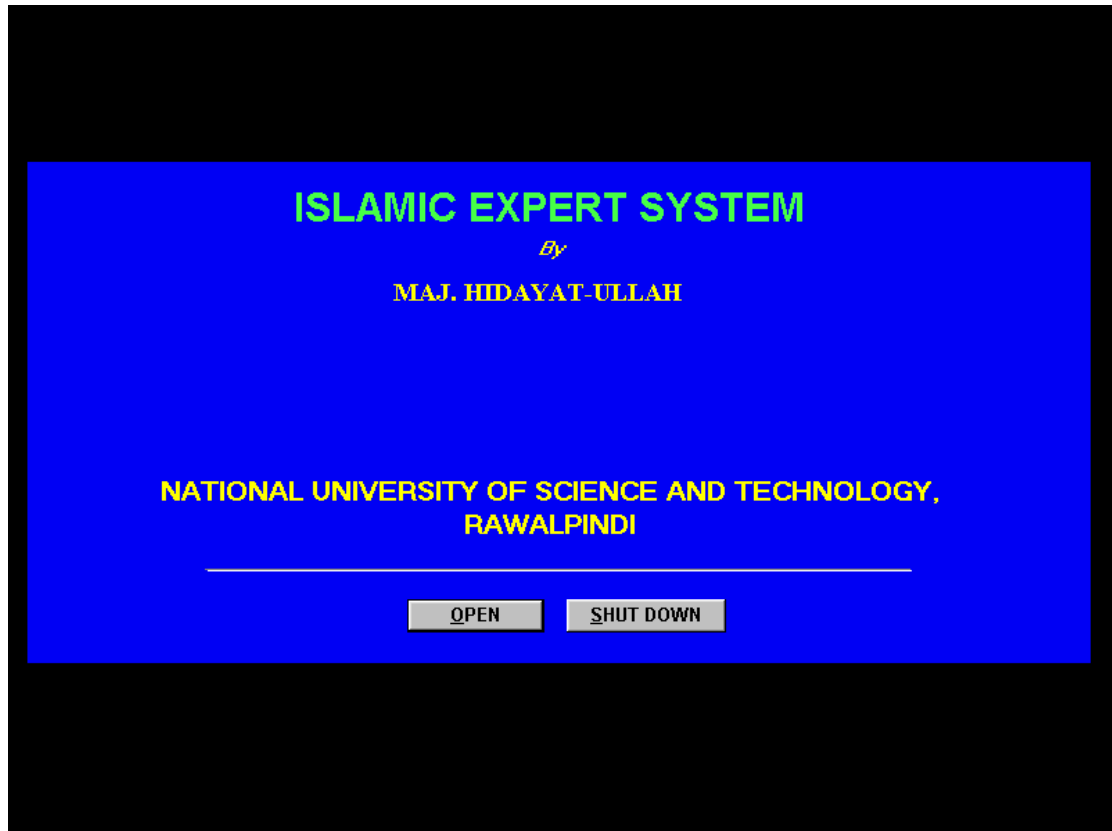 ISLAMIC EXPERT SYSTEM
By
MAJ. HIDAYAT-ULLAH
NATIONAL UNIVERSITY OF SCIENCE AND TECHNOLOGY,
RAWALPINDI
OPEN
SHUT DOWN